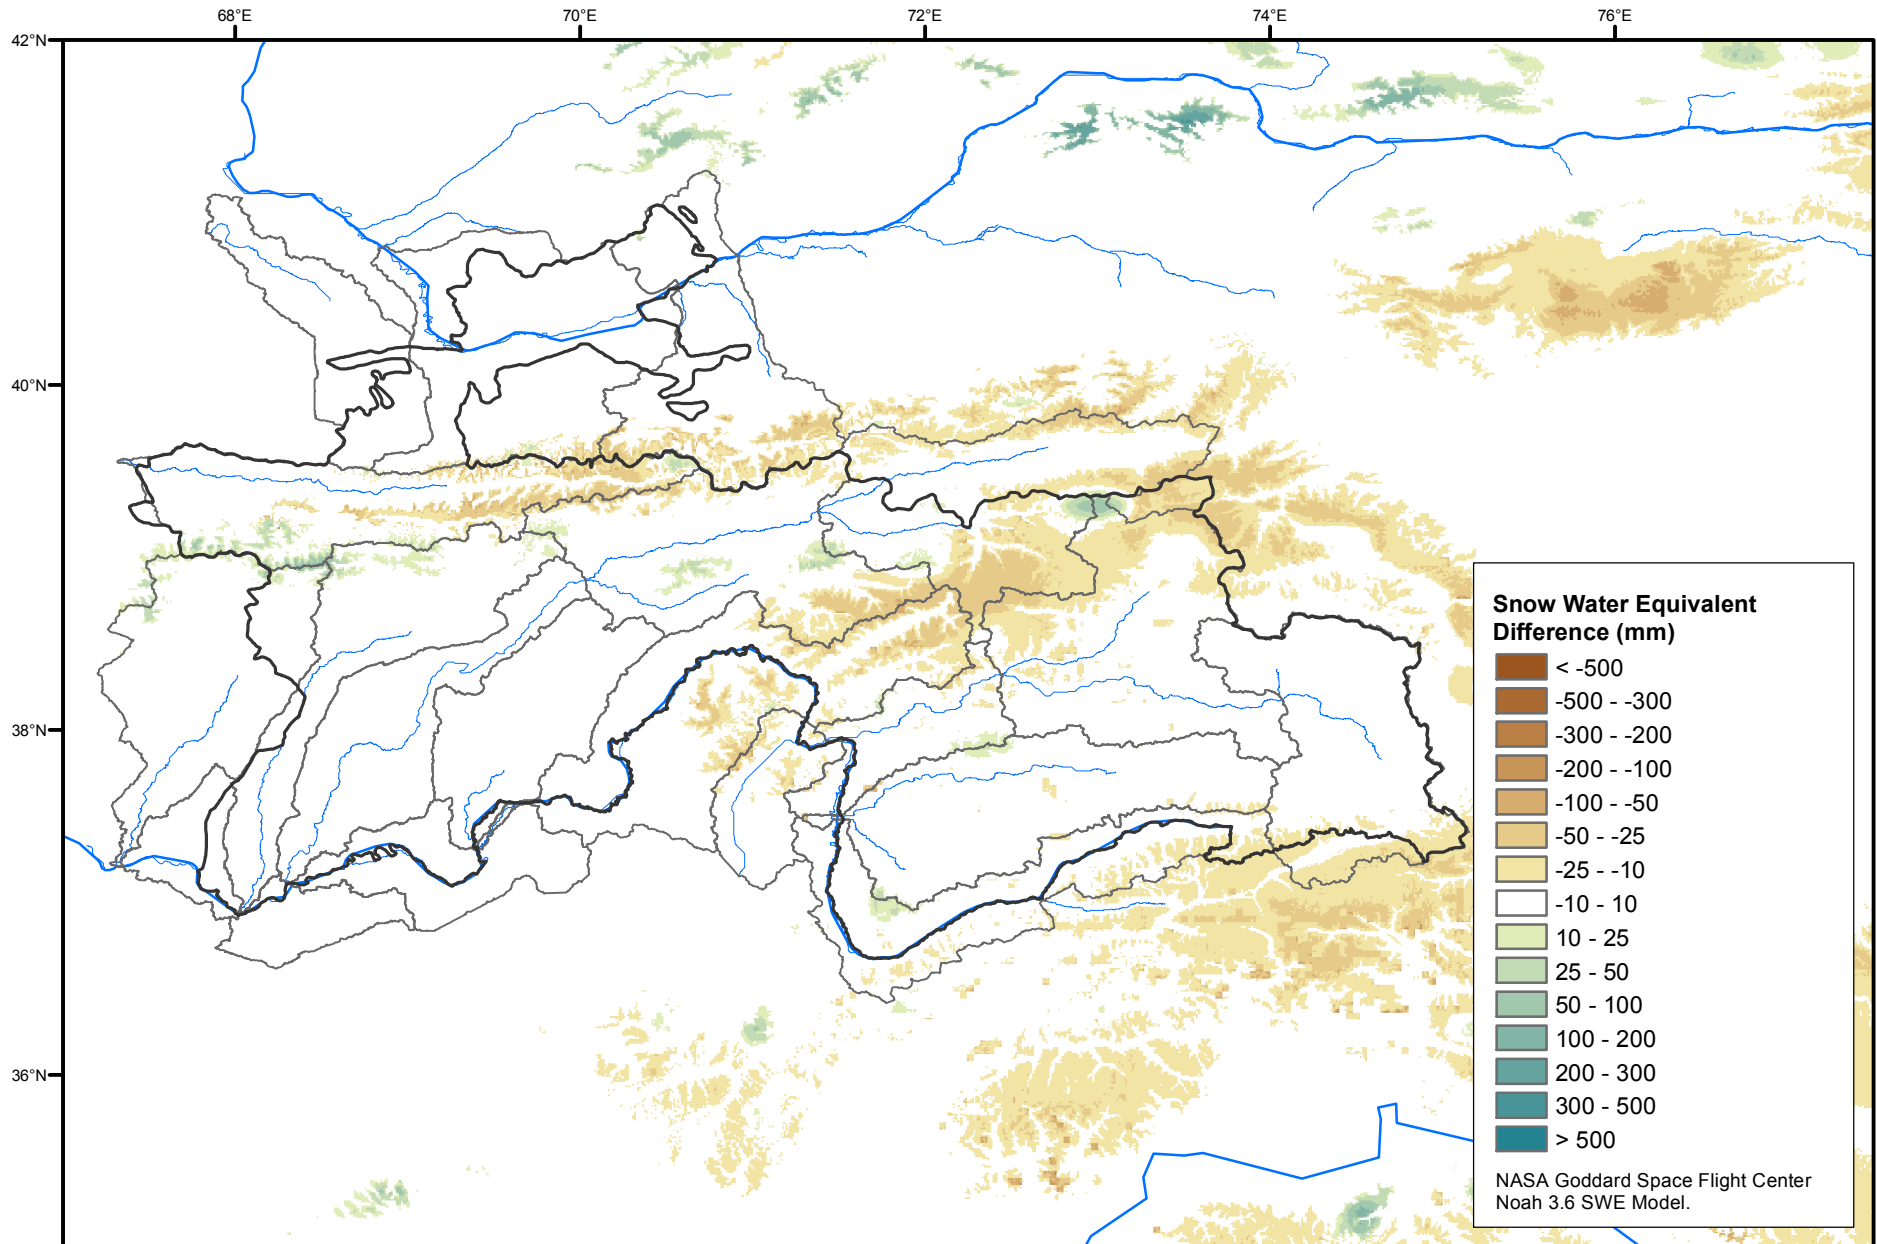 68°E
70°E
72°E
74°E
76°E
42°N
40°N
38°N
36°N
Snow Water Equivalent
Difference (mm)
< -500
-500 - -300
-300 - -200
-200 - -100
-100 - -50
-50 - -25
-25 - -10
-10 - 10
10 - 25
25 - 50
50 - 100
100 - 200
200 - 300
300 - 500
> 500
NASA Goddard Space Flight Center
Noah 3.6 SWE Model.